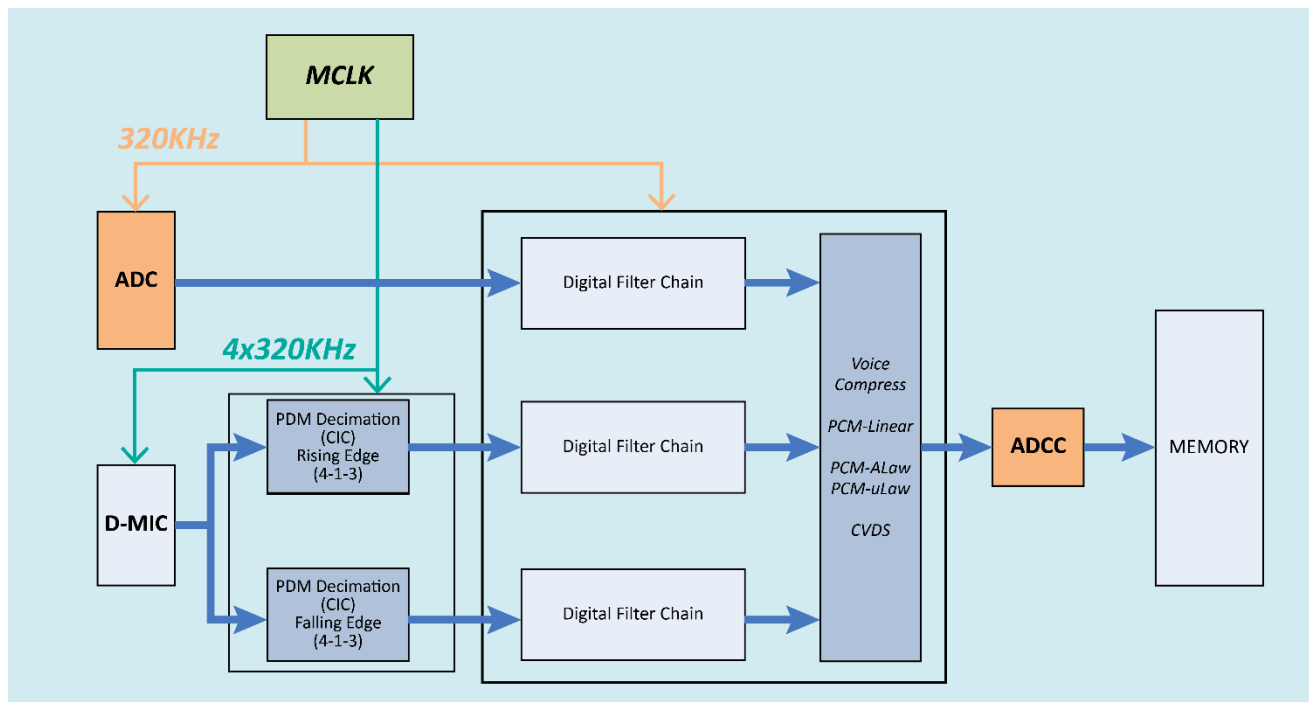 MCLK
320KHz
ADC
Digital Filter Chain
4x320KHz
Voice
Compress
PCM-Linear
PCM-ALaw
PCM-uLaw
CVDS
PDM Decimation
(CIC)
Rising Edge
(4-1-3)
Digital Filter Chain
ADCC
MEMORY
D-MIC
PDM Decimation
(CIC)
Falling Edge
(4-1-3)
Digital Filter Chain